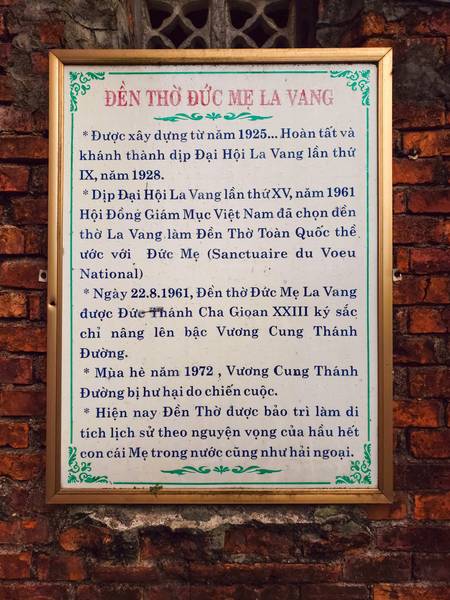 ĐỀN THỜ ĐỨC MẸ LA VANG
* Được xây dựng từ năm 1925... Hoàn tất và
khánh thành dịp Đại Hội La Vang lần thứ
IX, năm 1928.
* Dịp Đại Hội La Vang lần thứ XV, năm 1961
Hội Đồng Giám Mục Việt Nam đã chọn đền
thờ La Vang làm Đền Thờ Toàn Quốc thề
ước với Đức Mẹ (Sanctuaire du Voeu
National)
* Ngày 22.8.1961, Đền thờ Đức Mẹ La Vang
được Đức Thánh Cha Gioan XXIII ký sắc
chỉ nâng lên bậc Vương Cung Thánh
Đường.
* Mùa hè năm 1972 , Vương Cung Thánh
Đường bị hư hại do chiến cuộc.
* Hiện nay Đền Thờ được bảo trì làm di
tích lịch sử theo nguyện vọng của hầu hết
con cái Mẹ trong nước cũng như hải ngoại.